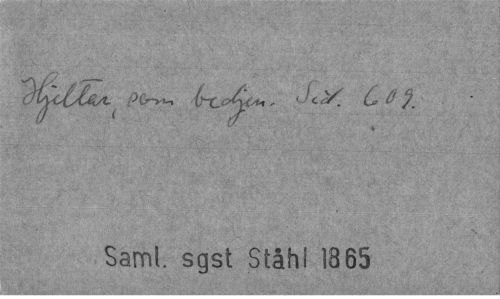 Hjeltar, som bedjen. Sid. 609.
Saml. sgst Ståhl 1865